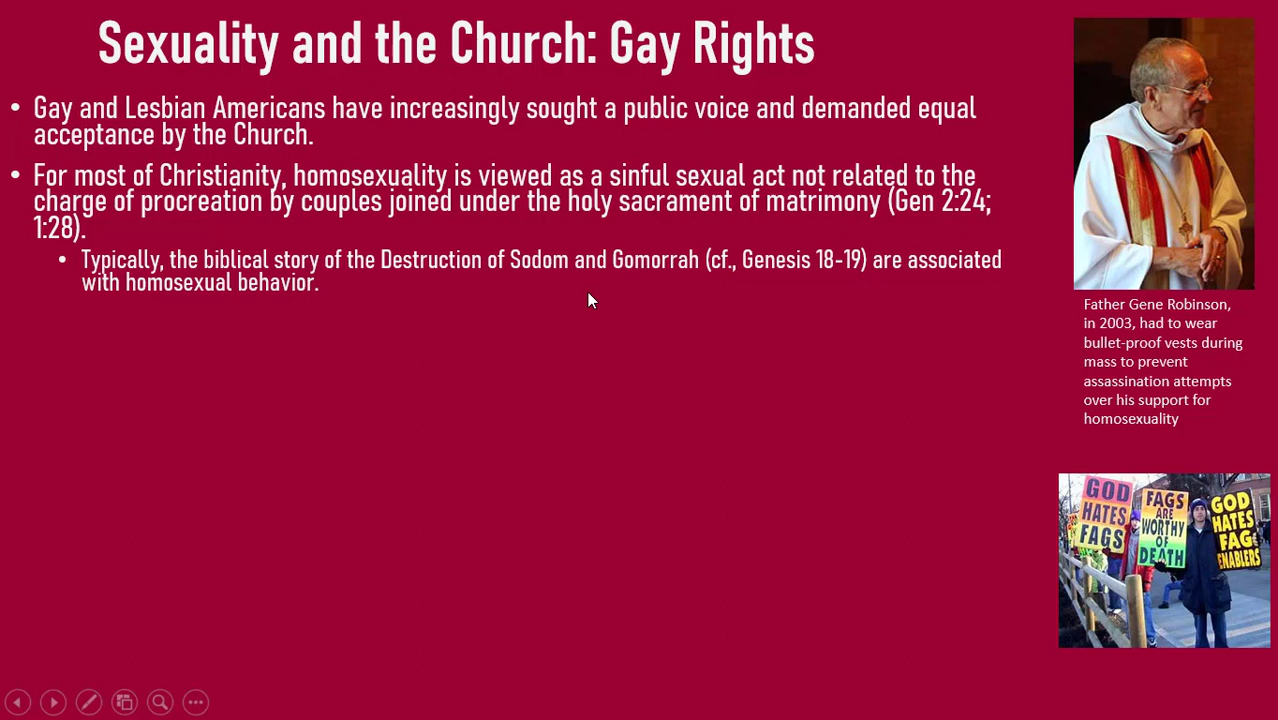 Sexuality and the Church: Gay Rights
• Gay and Lesbian Americans have increasingly sought a public voice and demanded equal
acceptance by the Church.
• For most of Christianity, homosexuality is viewed as a sinful sexual act not related to the
charge of procreation by couples joined under the holy sacrament of matrimony (Gen 2:24;
1:28).
• Typically, the biblical story of the Destruction of Sodom and Gomorrah (cf., Genesis 18-19) are associated
with homosexual behavior.
Father Gene Robinson,
in 2003, had to wear
bullet-proof vests during
mass to prevent
assassination attempts
over his support for
homosexuality
GOD
HATES
FAGS
FAGS
ARE
WORTHY
OF
DEATH
GOD
HATES
FAG
ENABLERS